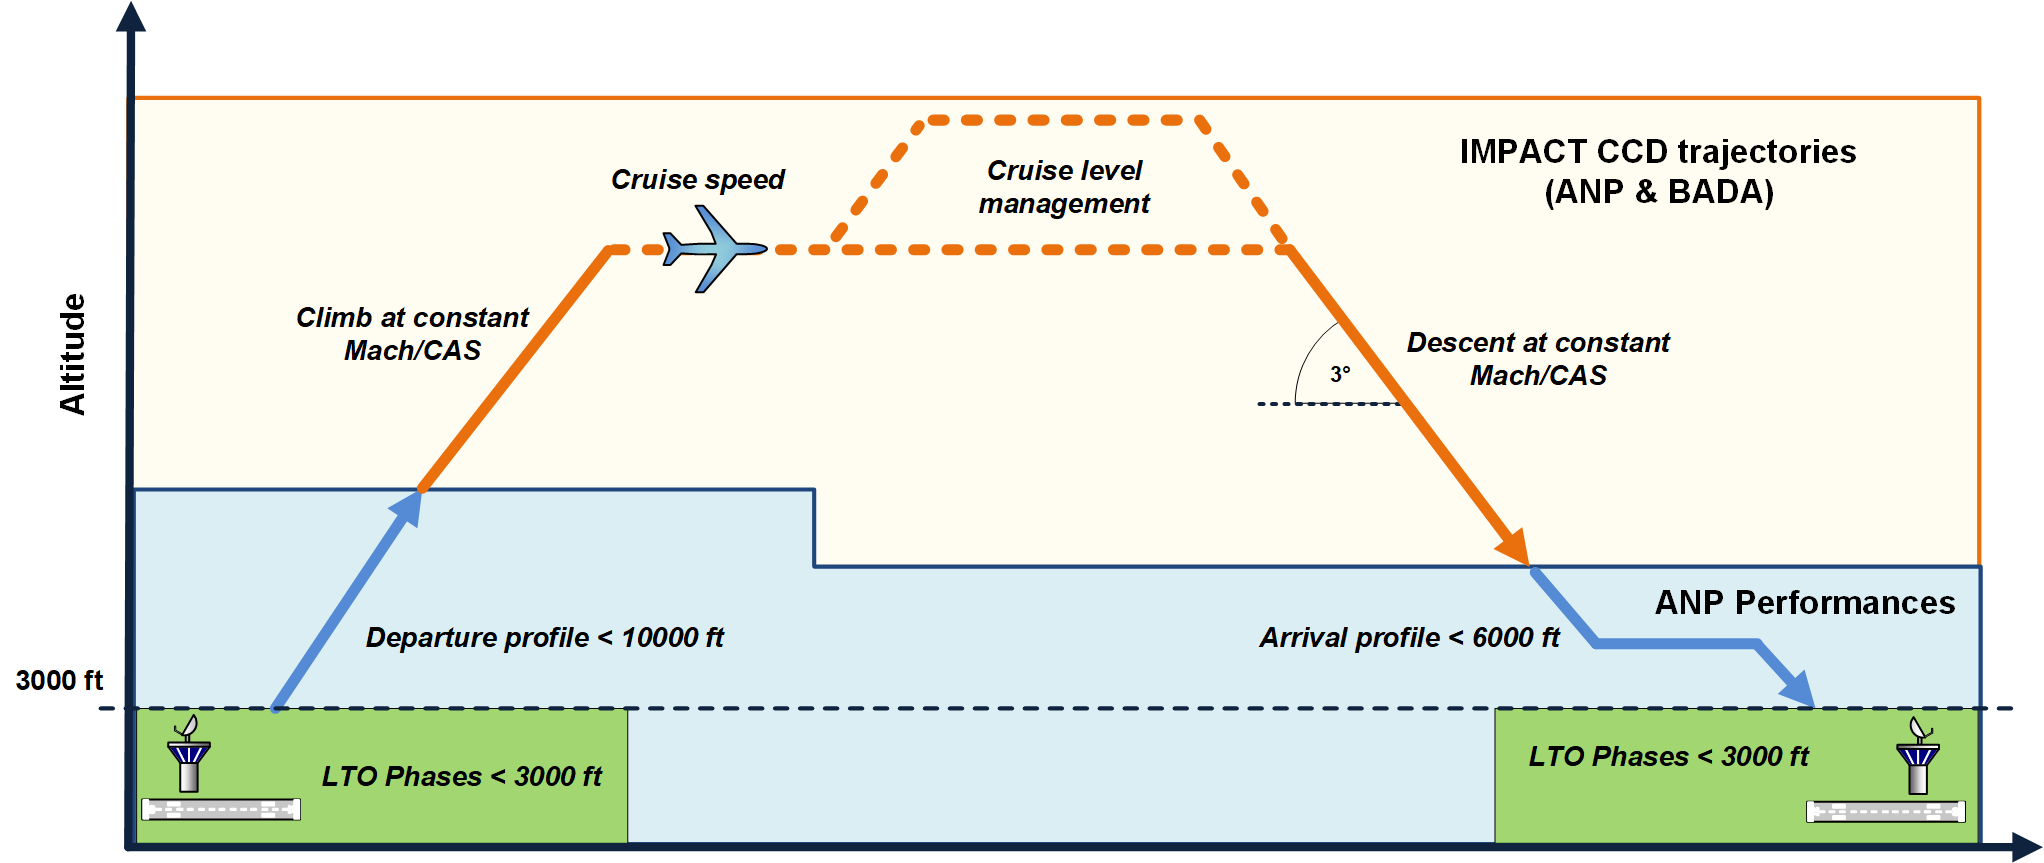 IMPACT CCD trajectories
(ANP & BADA)
Cruise speed
Cruise level
management
Climb at constant
Mach/CAS
Descent at constant
Mach/CAS
3°
Altitude
ANP Performances
Departure profile < 10000 ft
Arrival profile < 6000 ft
3000 ft
LTO Phases < 3000 ft
LTO Phases < 3000 ft